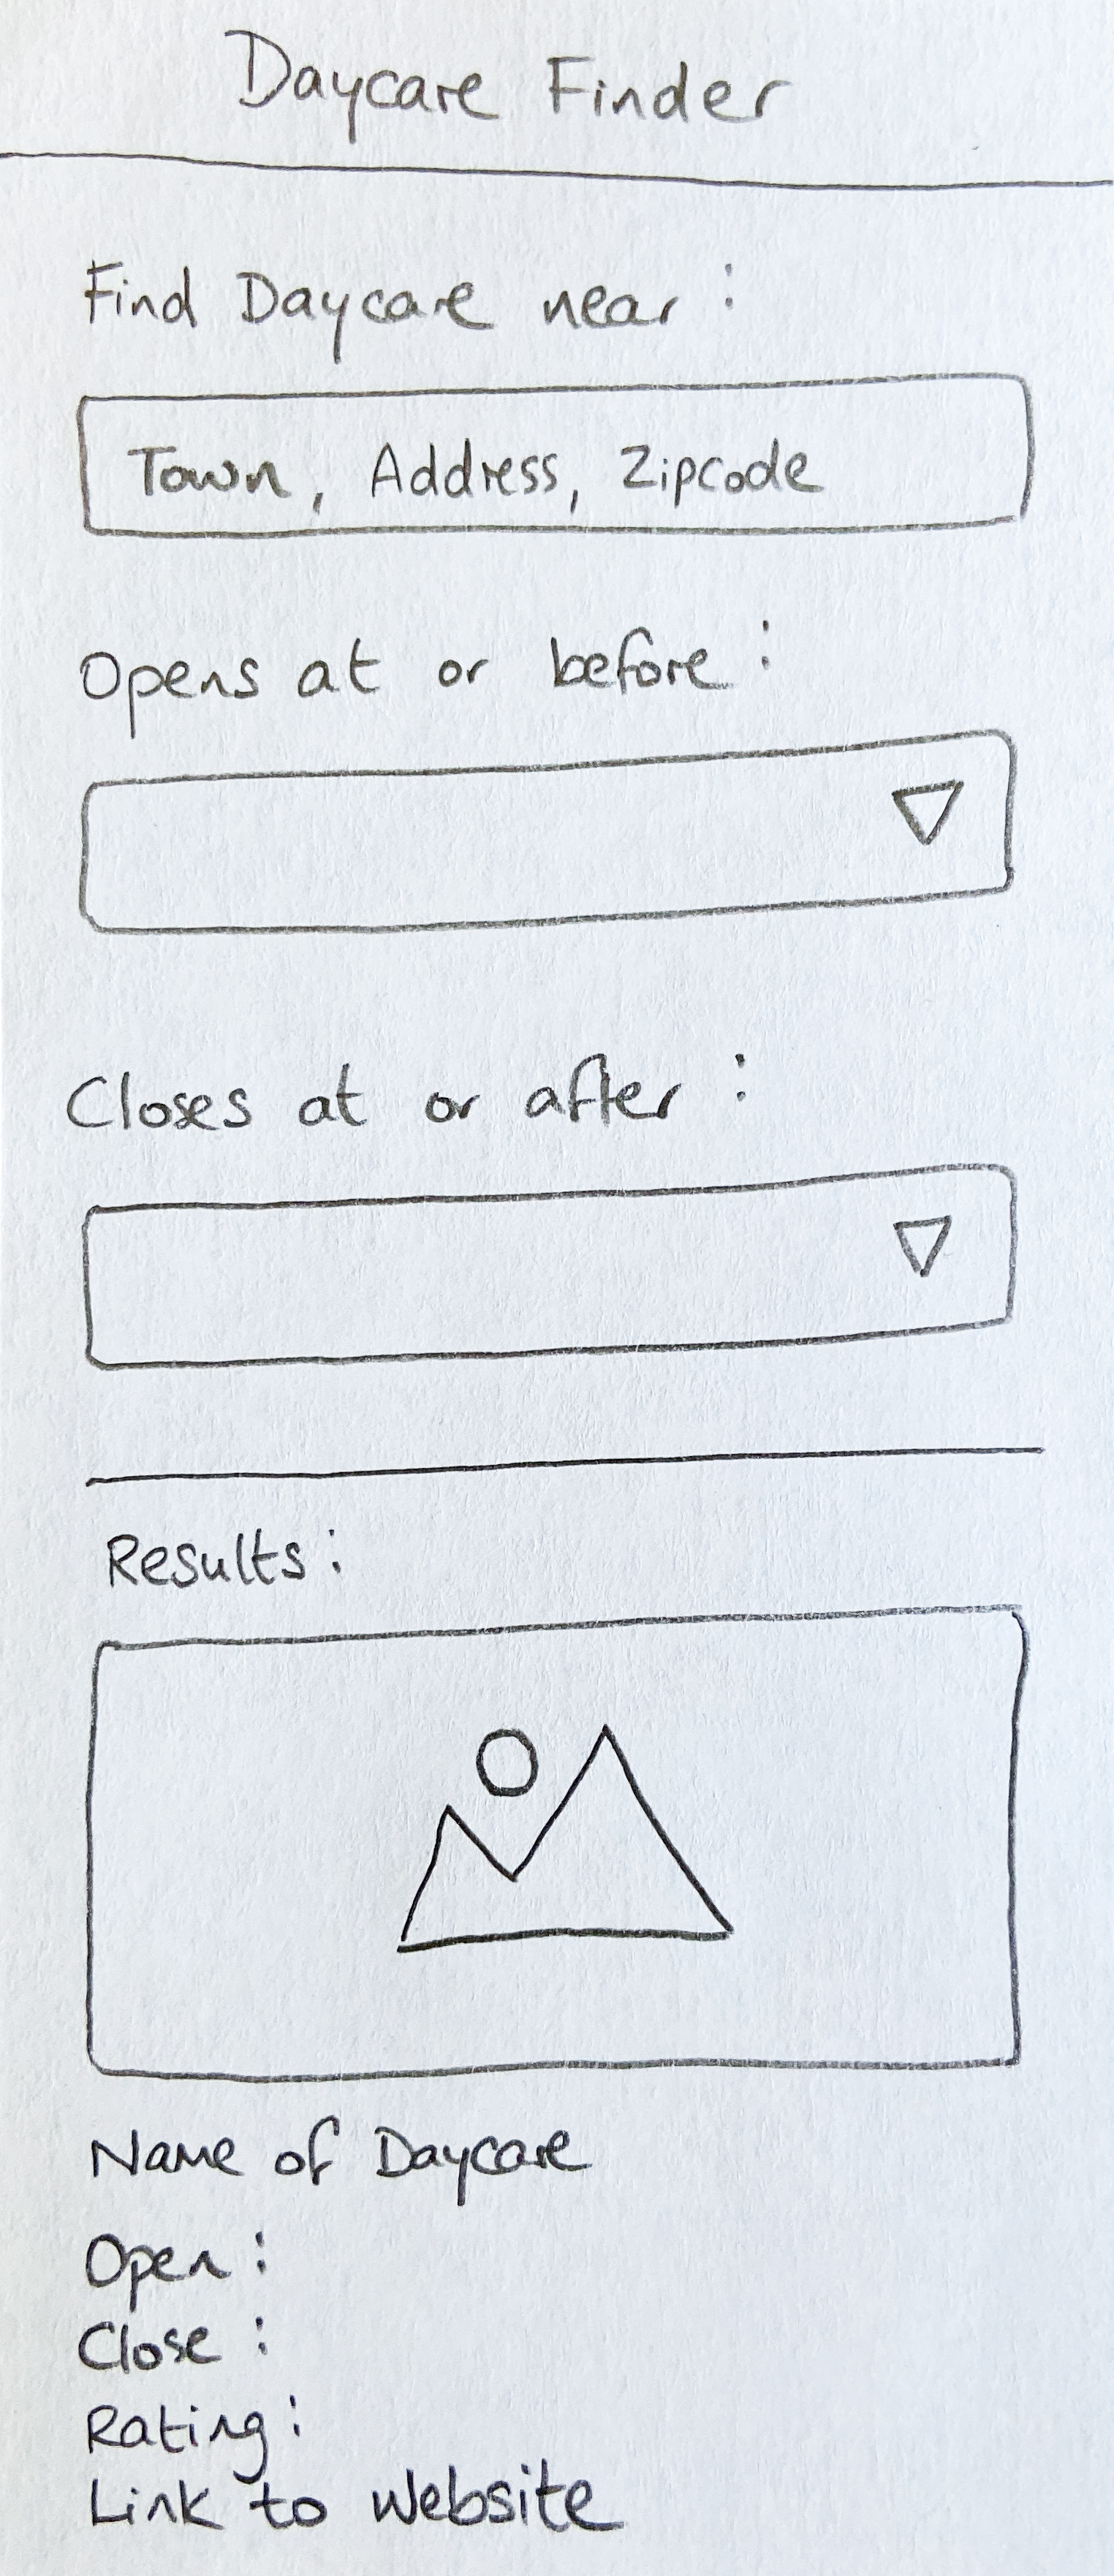 Daycare Finder
Find Daycare near :
Town, Address, Zipcode
Opens at or before :
Closes at or after :
Results :
Name of Daycare
Open :
Close :
Rating :
Link to Website